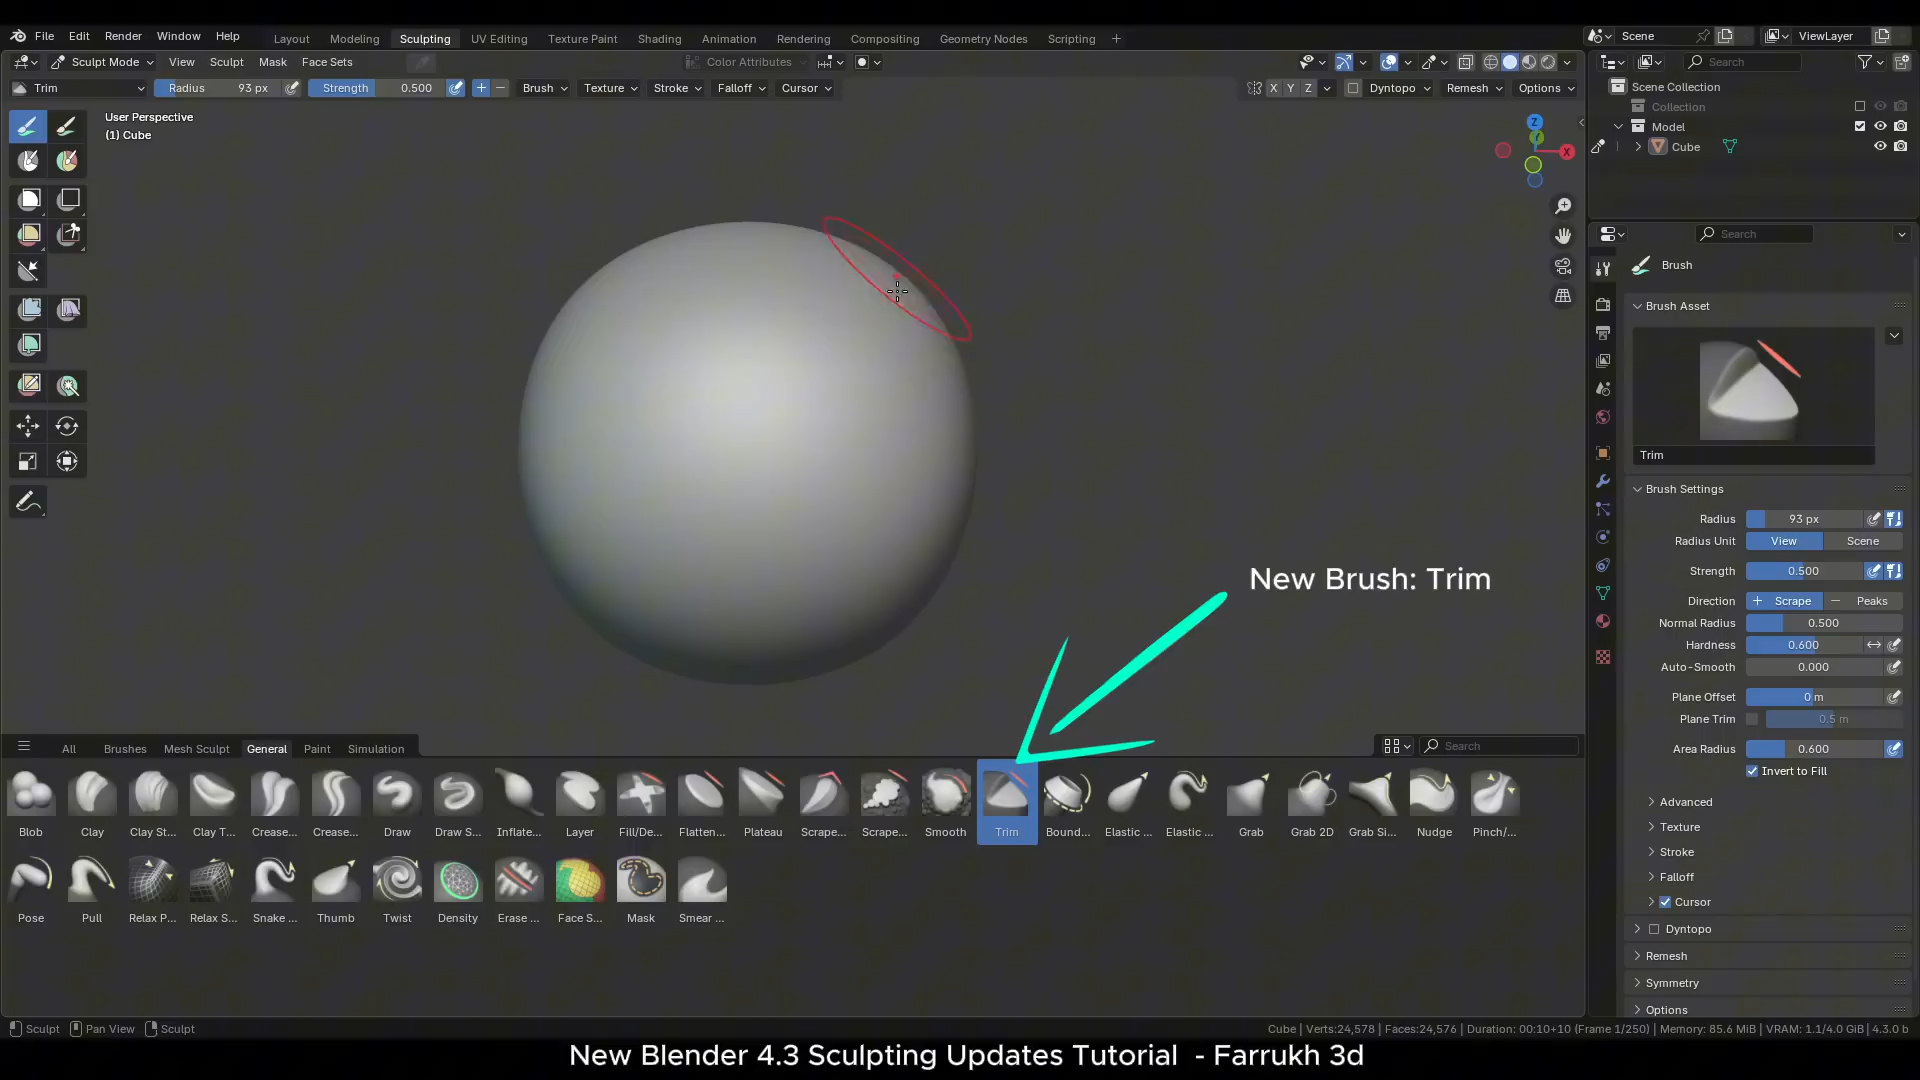 File Edit Render Window Help
Layout Modeling Sculpting UV Editing Texture Paint Shading Animation Rendering Compositing Geometry Nodes Scripting +
Scene
ViewLayer
Sculpt Mode View Sculpt Mask Face Sets
Color Attributes
Search
Trim
Radius 93 px
Strength 0.500
+ −
Brush Texture Stroke Falloff Cursor
X Y Z
Dyntopo Remesh Options
User Perspective
(1) Cube
Z
Y
X
Scene Collection
Collection
Model
Cube
Search
Brush
Brush Asset
Trim
Brush Settings
Radius 93 px
Radius Unit View Scene
Strength 0.500
Direction + Scrape − Peaks
Normal Radius 0.500
Hardness 0.600
Auto-Smooth 0.000
Plane Offset 0 m
Plane Trim 0.5 m
Area Radius 0.600
Invert to Fill
Advanced
Texture
Stroke
Falloff
Cursor
Dyntopo
Remesh
Symmetry
Options
New Brush: Trim
All Brushes Mesh Sculpt General Paint Simulation
Search
Blob Clay Clay St... Clay T... Crease... Crease... Draw Draw S... Inflate... Layer Fill/De... Flatten... Plateau Scrape... Scrape... Smooth Trim Bound... Elastic ... Elastic ... Grab Grab 2D Grab Si... Nudge Pinch/...
Pose Pull Relax P... Relax S... Snake ... Thumb Twist Density Erase ... Face S... Mask Smear ...
Sculpt Pan View Sculpt
Cube | Verts:24,578 | Faces:24,576 | Duration: 00:10+10 (Frame 1/250) | Memory: 85.6 MiB | VRAM: 1.1/4.0 GiB | 4.3.0 b
New Blender 4.3 Sculpting Updates Tutorial - Farrukh 3d